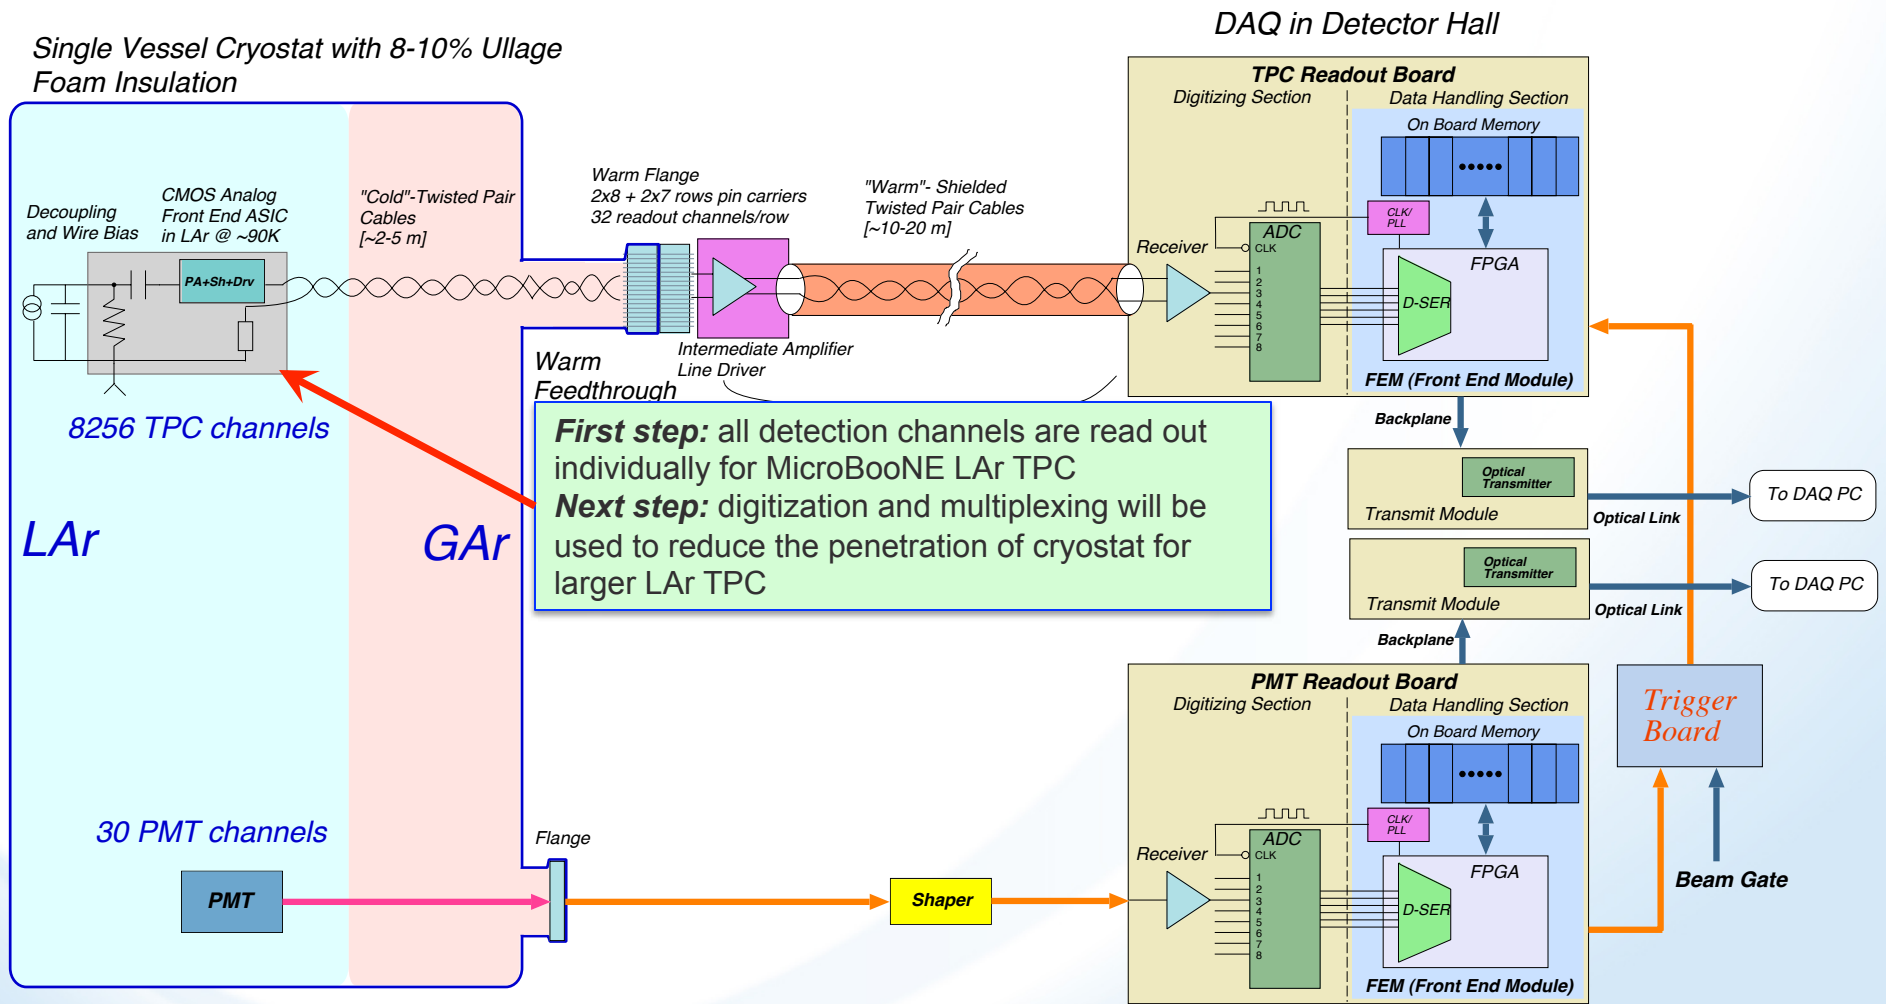 Single Vessel Cryostat with 8-10% Ullage
Foam Insulation
DAQ in Detector Hall
Decoupling
and Wire Bias
CMOS Analog
Front End ASIC
in LAr @ ~90K
PA+Sh+Drv
"Cold"-Twisted Pair
Cables
[~2-5 m]
Warm Flange
2x8 + 2x7 rows pin carriers
32 readout channels/row
"Warm"- Shielded
Twisted Pair Cables
[~10-20 m]
Intermediate Amplifier
Line Driver
Warm
Feedthrough
8256 TPC channels
LAr
GAr
First step: all detection channels are read out
individually for MicroBooNE LAr TPC
Next step: digitization and multiplexing will be
used to reduce the penetration of cryostat for
larger LAr TPC
TPC Readout Board
Digitizing Section
Data Handling Section
On Board Memory
CLK/
PLL
Receiver
ADC
CLK
1
2
3
4
5
6
7
8
FPGA
D-SER
FEM (Front End Module)
Backplane
Optical
Transmitter
Transmit Module
Optical Link
To DAQ PC
Optical
Transmitter
Transmit Module
Optical Link
To DAQ PC
Backplane
PMT Readout Board
Digitizing Section
Data Handling Section
On Board Memory
CLK/
PLL
Receiver
ADC
CLK
1
2
3
4
5
6
7
8
FPGA
D-SER
FEM (Front End Module)
Trigger
Board
Beam Gate
30 PMT channels
PMT
Flange
Shaper